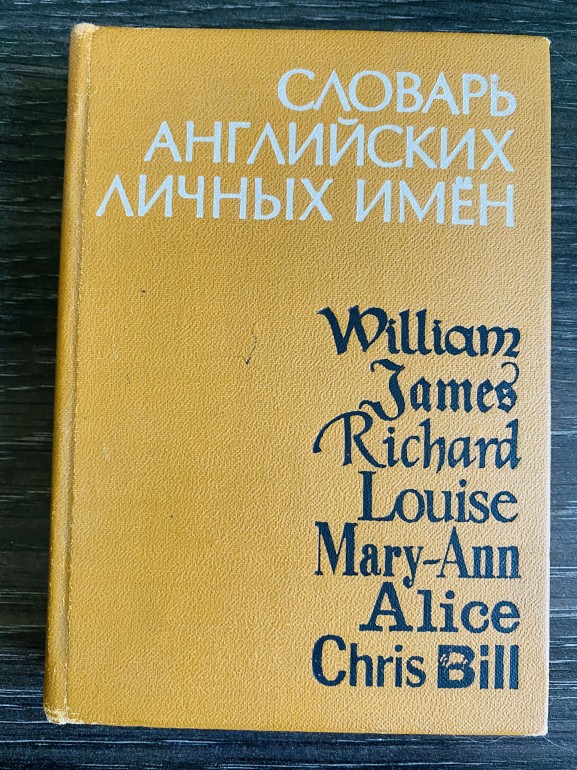 СЛОВАРЬ
АНГЛИЙСКИХ
ЛИЧНЫХ ИМЁН
William
James
Richard
Louise
Mary-Ann
Alice
Chris Bill